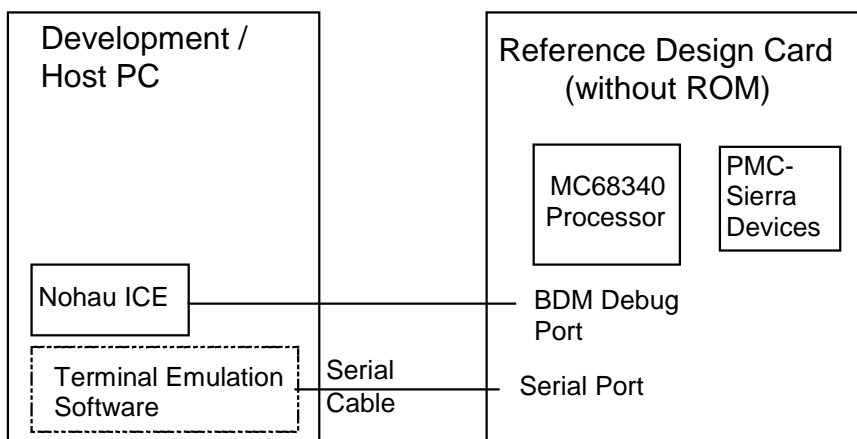 Development /
Host PC
Reference Design Card
(without ROM)
MC68340
Processor
PMC-
Sierra
Devices
Nohau ICE
BDM Debug
Port
Terminal Emulation
Software
Serial
Cable
Serial Port